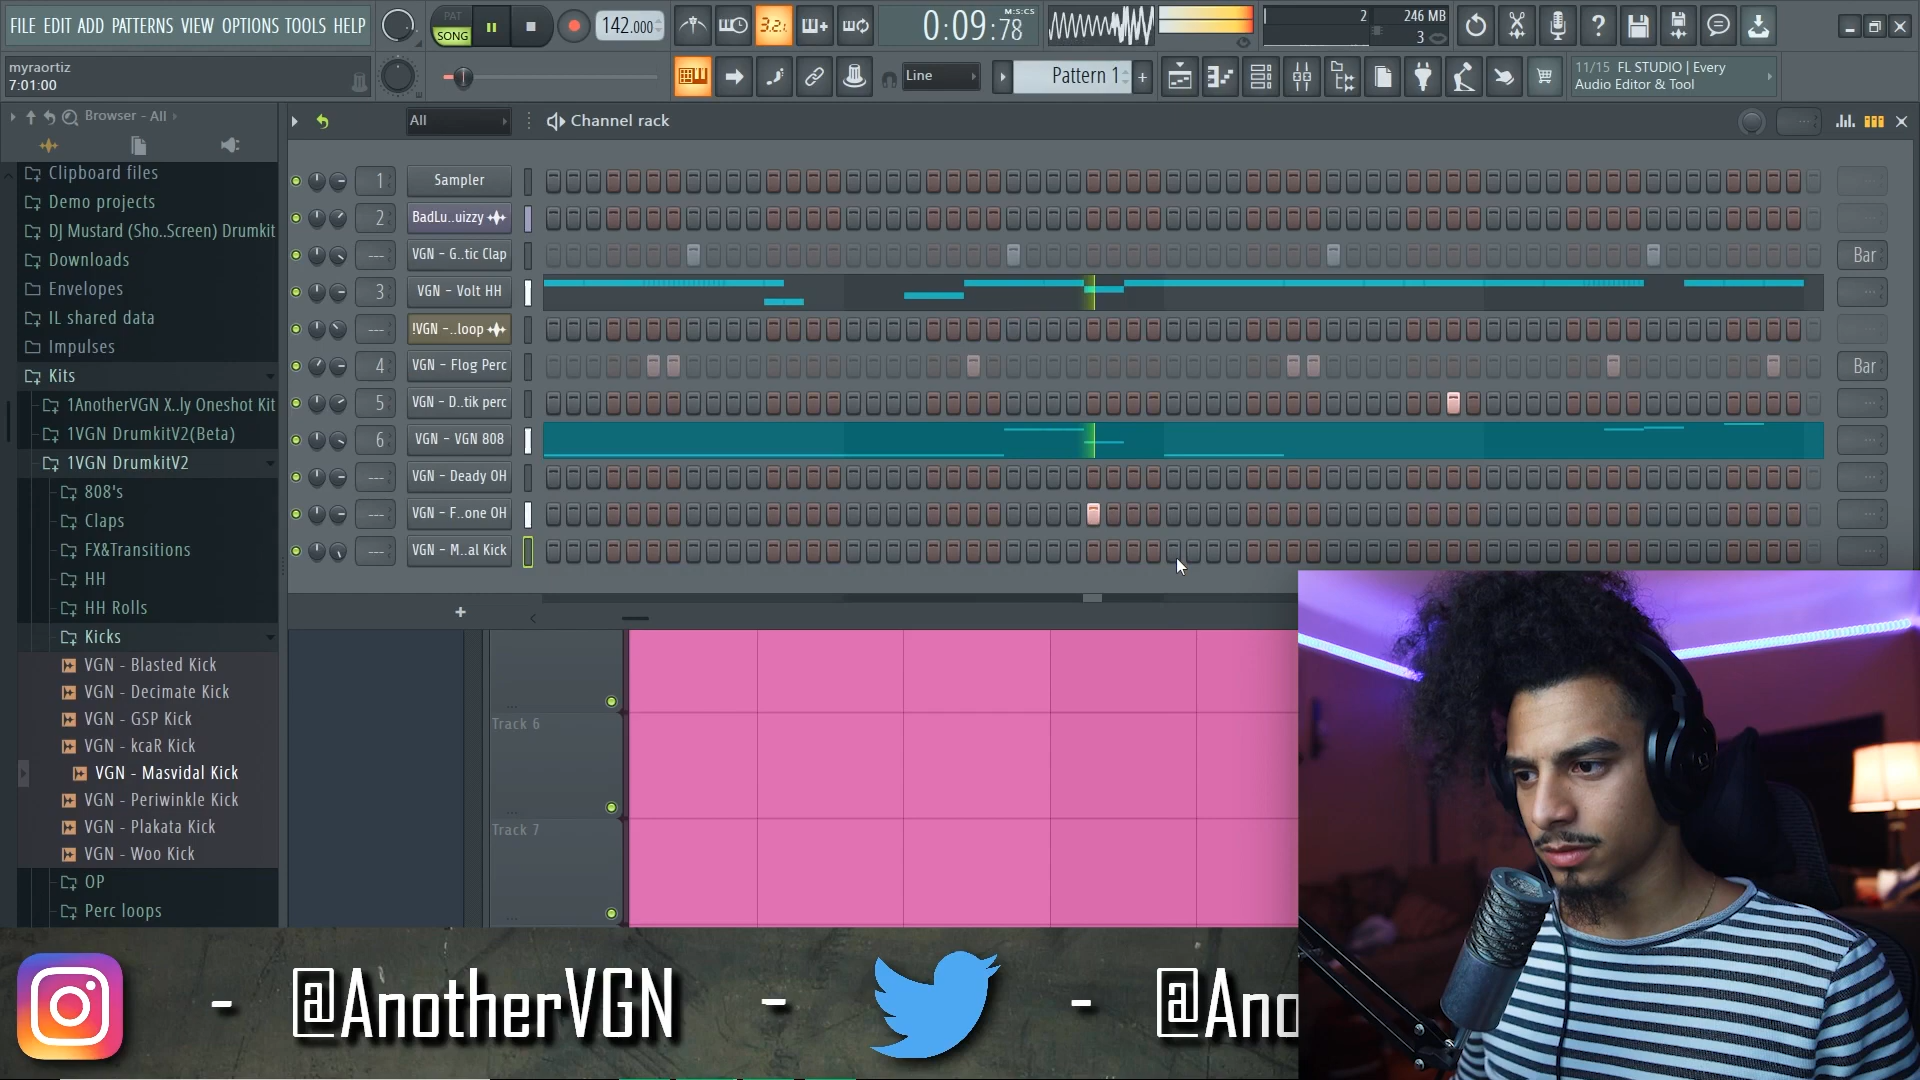 FILE EDIT ADD PATTERNS VIEW OPTIONS TOOLS HELP
PAT
SONG
142.000
3.2.1
0:09:78
M:S:CS
2
246 MB
3
myraortiz
7:01:00
Line
Pattern 1
+
11/15 FL STUDIO | Every
Audio Editor & Tool
Browser - All
All
Channel rack
Clipboard files
Demo projects
DJ Mustard (Sho..Screen) Drumkit
Downloads
Envelopes
IL shared data
Impulses
Kits
1AnotherVGN X..ly Oneshot Kit
1VGN DrumkitV2(Beta)
1VGN DrumkitV2
808's
Claps
FX&Transitions
HH
HH Rolls
Kicks
VGN - Blasted Kick
VGN - Decimate Kick
VGN - GSP Kick
VGN - kcaR Kick
VGN - Masvidal Kick
VGN - Periwinkle Kick
VGN - Plakata Kick
VGN - Woo Kick
OP
Perc loops
1 Sampler
2 BadLu..uizzy
--- VGN - G..tic Clap Bar
3 VGN - Volt HH
--- !VGN -..loop
4 VGN - Flog Perc Bar
5 VGN - D..tik perc
6 VGN - VGN 808
--- VGN - Deady OH
--- VGN - F..one OH
--- VGN - M..al Kick
+
Track 6
Track 7
- @AnotherVGN - - @Ano